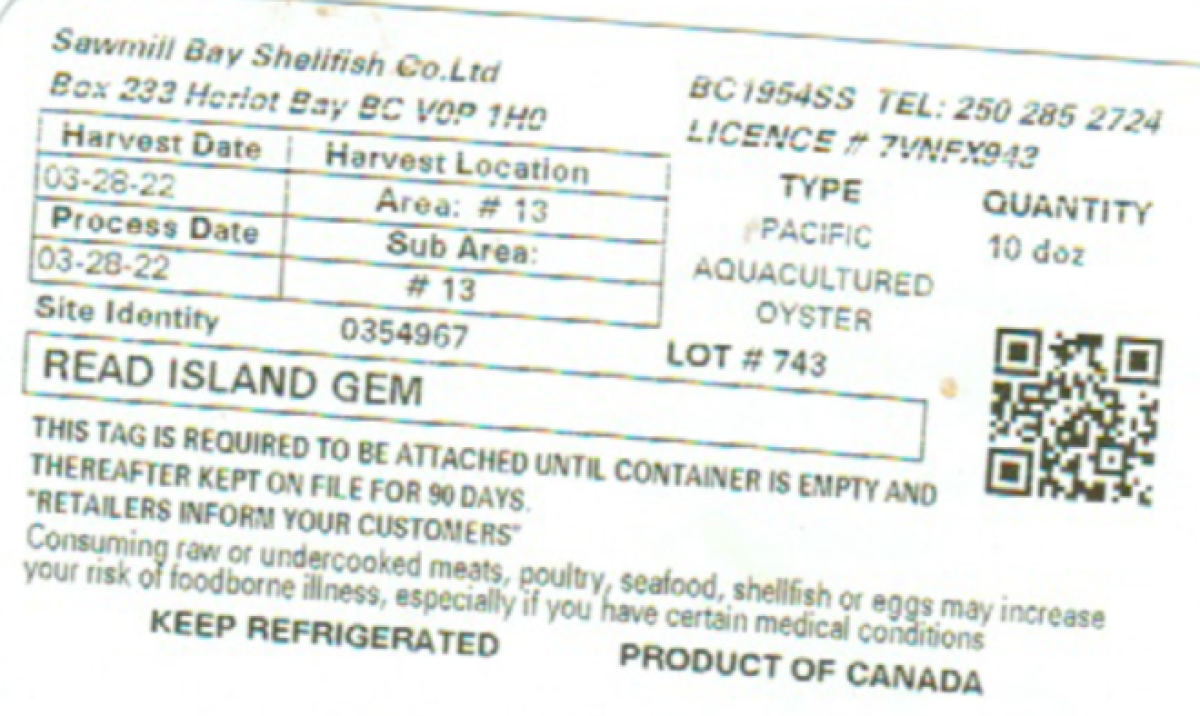 Sawmill Bay Shellfish Co.Ltd
Box 233 Heriot Bay BC V0P 1H0
BC1954SS TEL: 250 285 2724
LICENCE # 7VNFX943
Harvest Date
Harvest Location
03-28-22
Area: # 13
Process Date
Sub Area:
03-28-22
# 13
Site Identity 0354967
TYPE
QUANTITY
PACIFIC
10 doz
AQUACULTURED
OYSTER
LOT # 743
READ ISLAND GEM
THIS TAG IS REQUIRED TO BE ATTACHED UNTIL CONTAINER IS EMPTY AND
THEREAFTER KEPT ON FILE FOR 90 DAYS.
"RETAILERS INFORM YOUR CUSTOMERS"
Consuming raw or undercooked meats, poultry, seafood, shellfish or eggs may increase
your risk of foodborne illness, especially if you have certain medical conditions
KEEP REFRIGERATED
PRODUCT OF CANADA